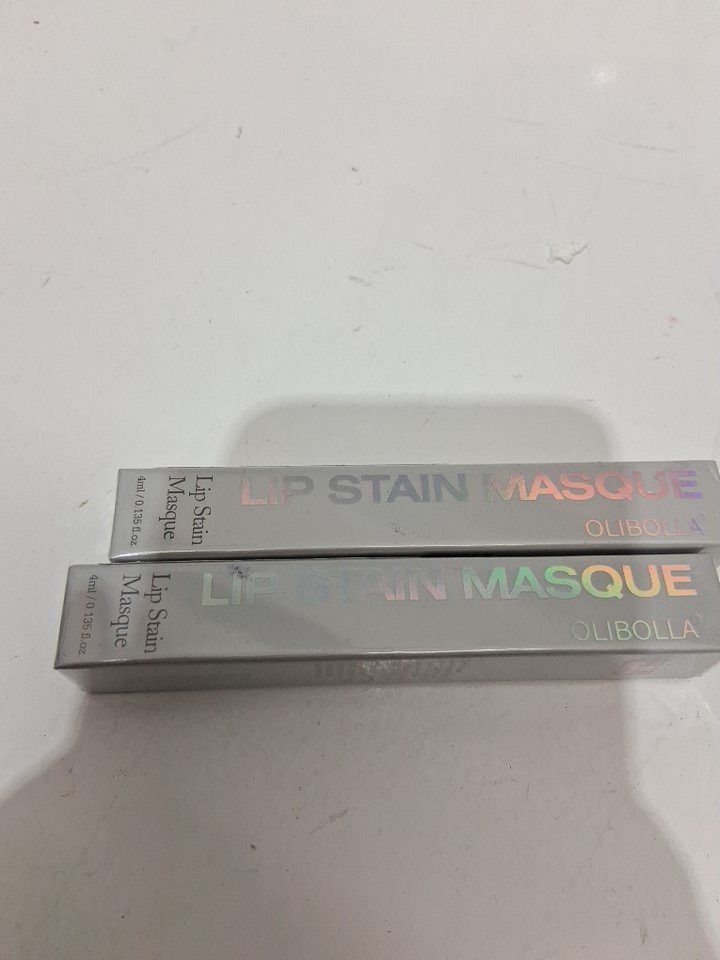 Lip Stain
Masque
4ml / 0.135 fl.oz
LIP STAIN MASQUE
OLIBOLLA
Lip Stain
Masque
4ml / 0.135 fl.oz
LIP STAIN MASQUE
OLIBOLLA®